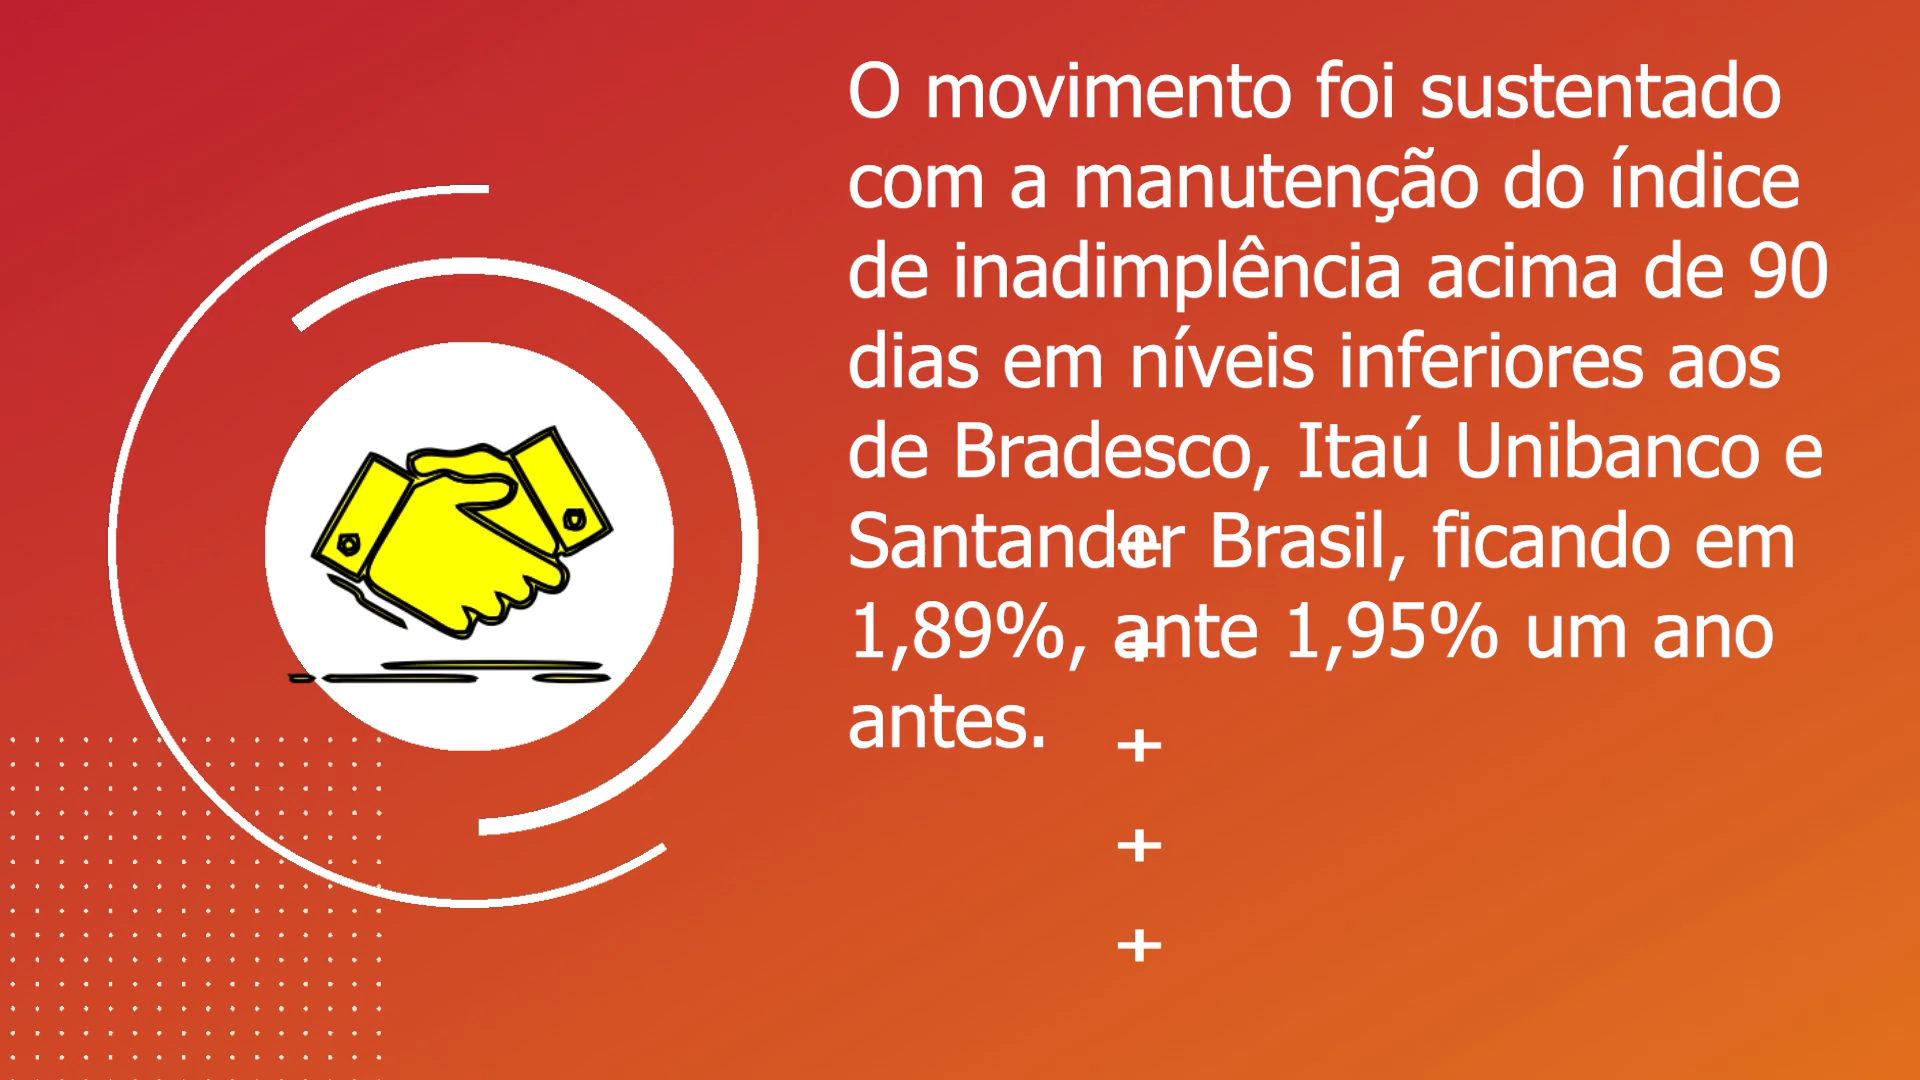 O movimento foi sustentado
com a manutenção do índice
de inadimplência acima de 90
dias em níveis inferiores aos
de Bradesco, Itaú Unibanco e
Santander Brasil, ficando em
1,89%, ante 1,95% um ano
antes.